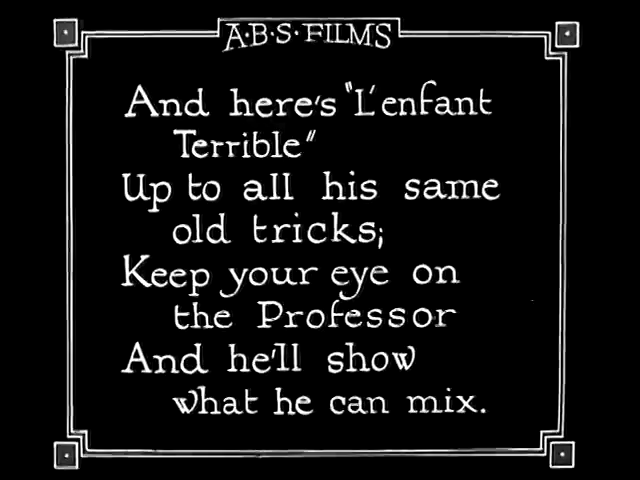 A·B·S·FILMS
And here's "L'enfant
Terrible"
Up to all his same
old tricks;
Keep your eye on
the Professor
And he'll show
what he can mix.